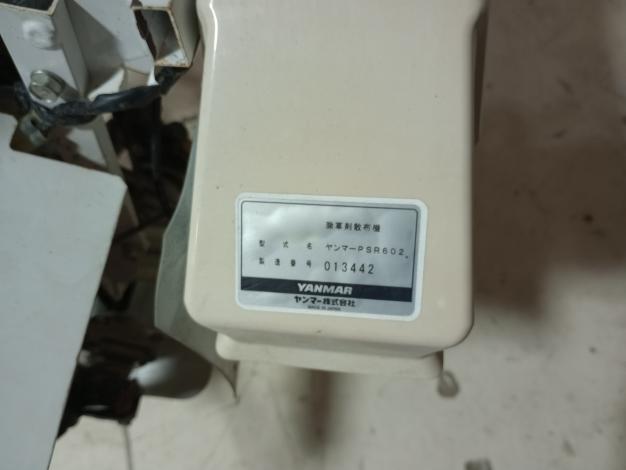 除草剤散布機
型式名 ヤンマーPSR602.
製造番号 013442
YANMAR
ヤンマー株式会社
MADE IN JAPAN